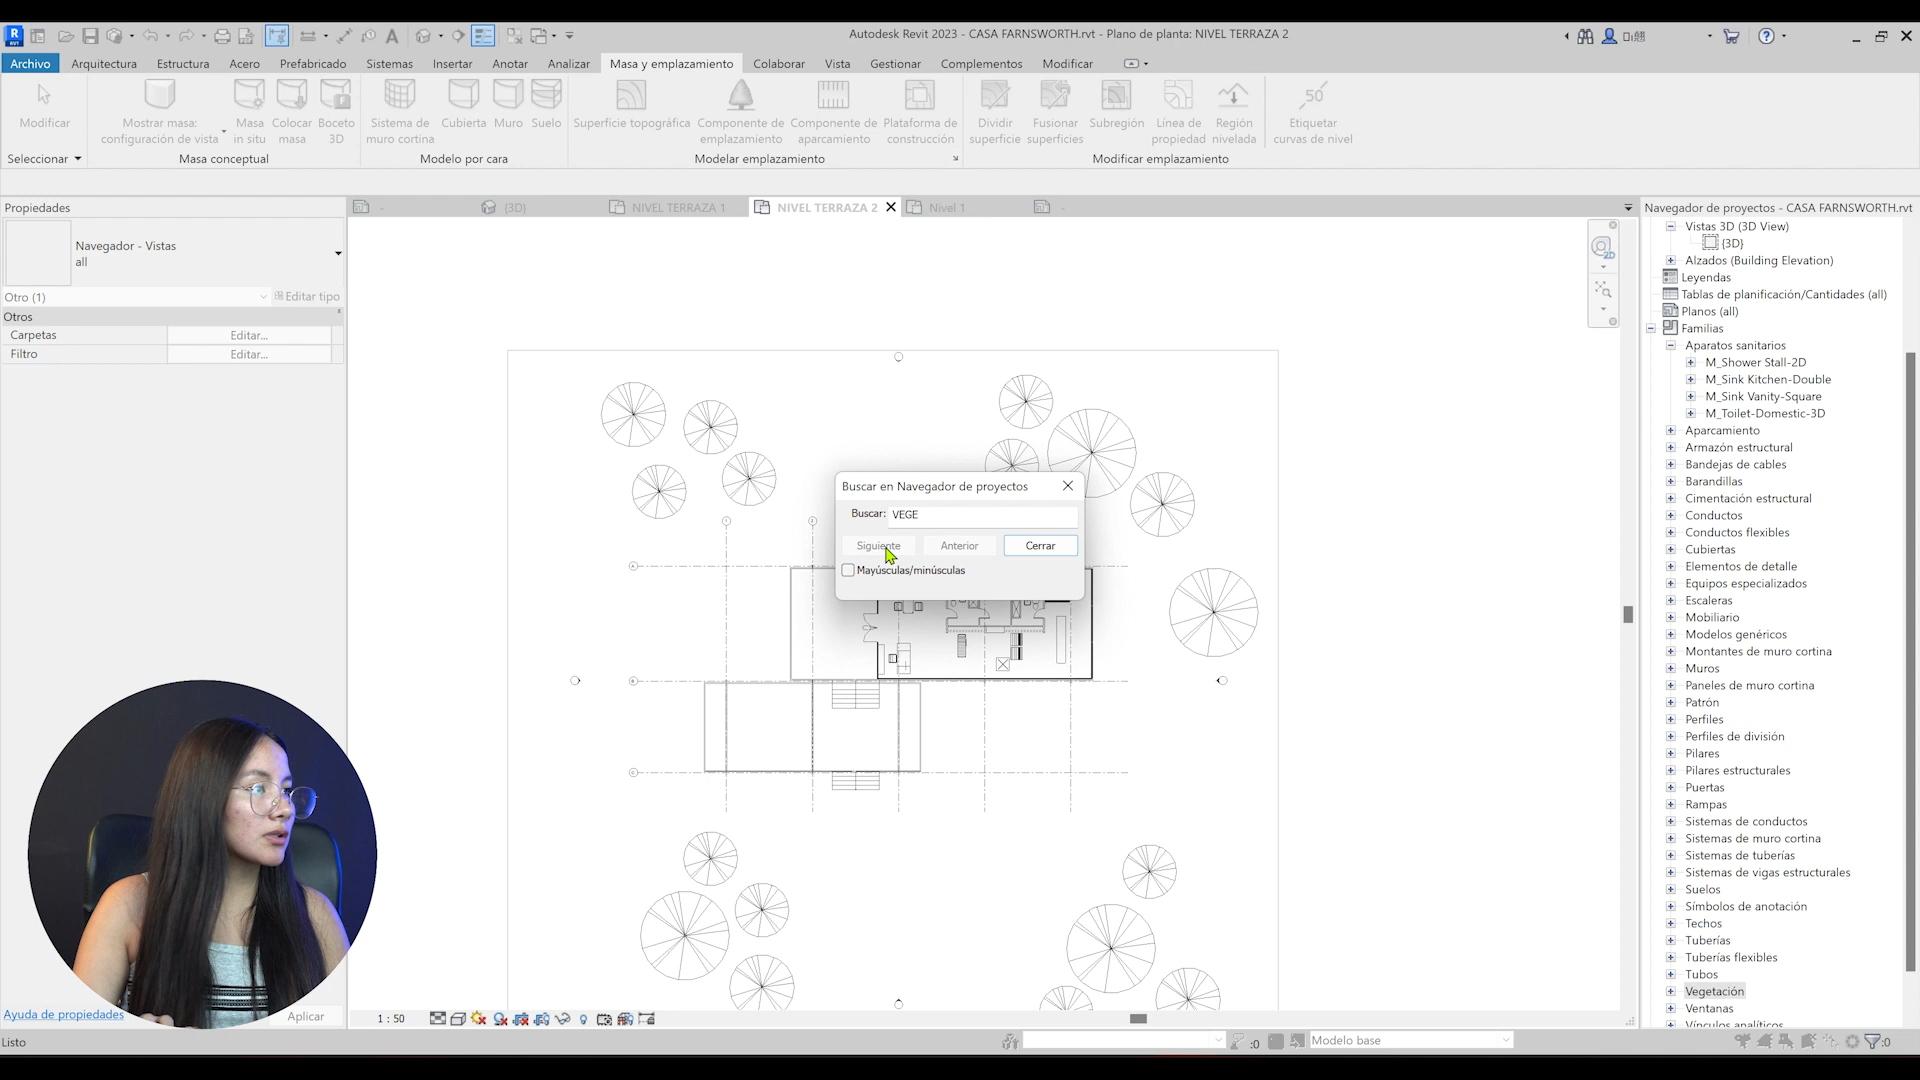 Autodesk Revit 2023 - CASA FARNSWORTH.rvt - Plano de planta: NIVEL TERRAZA 2
Archivo Arquitectura Estructura Acero Prefabricado Sistemas Insertar Anotar Analizar Masa y emplazamiento Colaborar Vista Gestionar Complementos Modificar
Modificar
Mostrar masa:
configuración de vista
Masa
in situ
Colocar
masa
Boceto
3D
Sistema de
muro cortina
Cubierta
Muro
Suelo
Superficie topográfica
Componente de
emplazamiento
Componente de
aparcamiento
Plataforma de
construcción
Dividir
superficie
Fusionar
superficies
Subregión
Línea de
propiedad
Región
nivelada
50
Etiquetar
curvas de nivel
Seleccionar
Masa conceptual
Modelo por cara
Modelar emplazamiento
Modificar emplazamiento
Propiedades
Navegador - Vistas
all
Otro (1)
Editar tipo
Otros
Carpetas Editar...
Filtro Editar...
Ayuda de propiedades
Aplicar
Listo
- {3D} NIVEL TERRAZA 1 NIVEL TERRAZA 2 Nivel 1 -
2D
Buscar en Navegador de proyectos
Buscar: VEGE
Siguiente Anterior Cerrar
Mayúsculas/minúsculas
1 : 50
:0
Modelo base
:0
Navegador de proyectos - CASA FARNSWORTH.rvt
Vistas 3D (3D View)
{3D}
Alzados (Building Elevation)
Leyendas
Tablas de planificación/Cantidades (all)
Planos (all)
Familias
Aparatos sanitarios
M_Shower Stall-2D
M_Sink Kitchen-Double
M_Sink Vanity-Square
M_Toilet-Domestic-3D
Aparcamiento
Armazón estructural
Bandejas de cables
Barandillas
Cimentación estructural
Conductos
Conductos flexibles
Cubiertas
Elementos de detalle
Equipos especializados
Escaleras
Mobiliario
Modelos genéricos
Montantes de muro cortina
Muros
Paneles de muro cortina
Patrón
Perfiles
Perfiles de división
Pilares
Pilares estructurales
Puertas
Rampas
Sistemas de conductos
Sistemas de muro cortina
Sistemas de tuberías
Sistemas de vigas estructurales
Suelos
Símbolos de anotación
Techos
Tuberías
Tuberías flexibles
Tubos
Vegetación
Ventanas
Vínculos analíticos